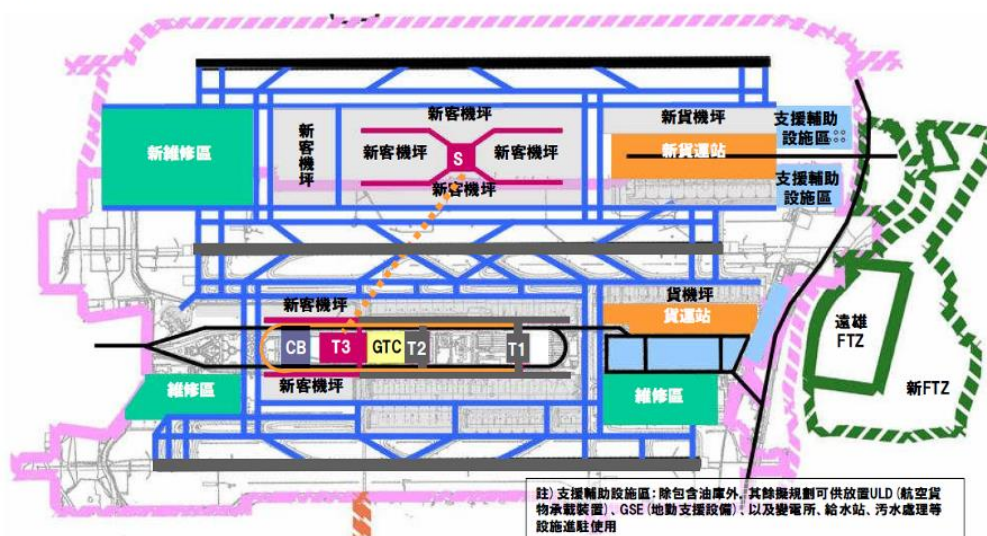 新客機坪
新貨機坪
支援輔助
設施區
新維修區
新客機坪
新客機坪
S
新客機坪
新貨運站
新客機坪
支援輔助
設施區
新客機坪
貨機坪
貨運站
遠雄
FTZ
CB
T3
GTC
T2
T1
新客機坪
維修區
維修區
新FTZ
註)支援輔助設施區:除包含油庫外,其餘擬規劃可供放置ULD(航空貨
物承載裝置)、GSE(地勤支援設備)、以及變電所、給水站、汚水處理等
設施進駐使用